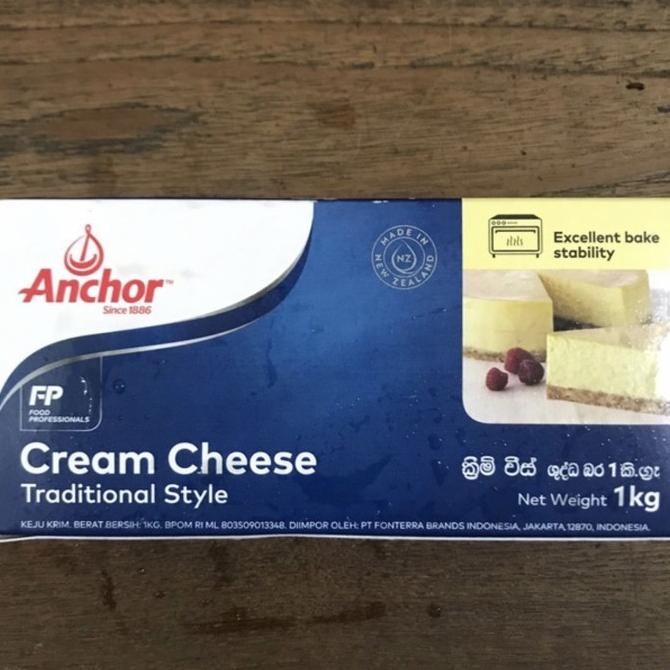 Anchor™
Since 1886
MADE IN
NZ
NEW ZEALAND
Excellent bake
stability
FP
FOOD
PROFESSIONALS
Cream Cheese
Traditional Style
ක්‍රිම් චීස් ශුද්ධ බර 1 කි.ග්‍රෑ
Net Weight 1kg
KEJU KRIM. BERAT BERSIH: 1KG. BPOM RI ML 803509013348. DIIMPOR OLEH: PT FONTERRA BRANDS INDONESIA, JAKARTA,12870, INDONESIA.